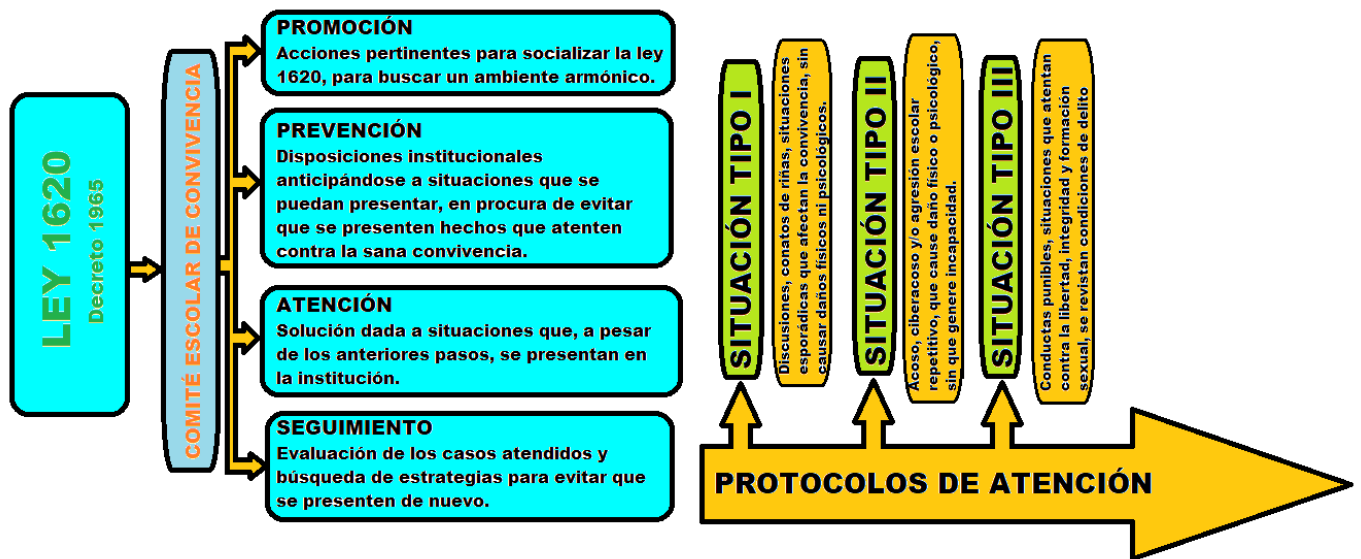 LEY 1620
Decreto 1965
COMITÉ ESCOLAR DE CONVIVENCIA
PROMOCIÓN
Acciones pertinentes para socializar la ley
1620, para buscar un ambiente armónico.
PREVENCIÓN
Disposiciones institucionales
anticipándose a situaciones que se
puedan presentar, en procura de evitar
que se presenten hechos que atenten
contra la sana convivencia.
ATENCIÓN
Solución dada a situaciones que, a pesar
de los anteriores pasos, se presentan en
la institución.
SEGUIMIENTO
Evaluación de los casos atendidos y
búsqueda de estrategias para evitar que
se presenten de nuevo.
SITUACIÓN TIPO I
Discusiones, conatos de riñas, situaciones
esporádicas que afectan la convivencia, sin
causar daños físicos ni psicológicos.
SITUACIÓN TIPO II
Acoso, ciberacoso y/o agresión escolar
repetitivo, que cause daño físico o psicológico,
sin que genere incapacidad.
SITUACIÓN TIPO III
Conductas punibles, situaciones que atentan
contra la libertad, integridad y formación
sexual, se revistan condiciones de delito
PROTOCOLOS DE ATENCIÓN